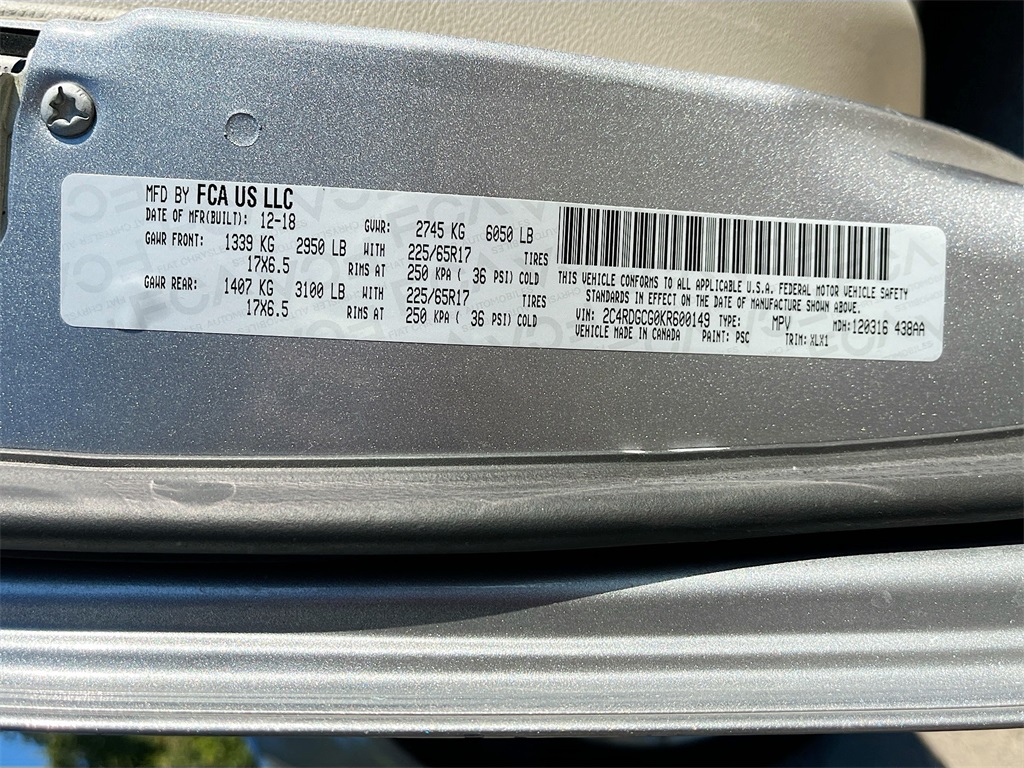 MFD BY FCA US LLC
DATE OF MFR(BUILT): 12-18 GVWR: 2745 KG 6050 LB
GAWR FRONT: 1339 KG 2950 LB WITH 225/65R17 TIRES
17X6.5 RIMS AT 250 KPA ( 36 PSI) COLD
GAWR REAR: 1407 KG 3100 LB WITH 225/65R17 TIRES
17X6.5 RIMS AT 250 KPA ( 36 PSI) COLD
THIS VEHICLE CONFORMS TO ALL APPLICABLE U.S.A. FEDERAL MOTOR VEHICLE SAFETY
STANDARDS IN EFFECT ON THE DATE OF MANUFACTURE SHOWN ABOVE.
VIN: 2C4RDGCG0KR600149 TYPE: MPV MDH:120316 438AA
VEHICLE MADE IN CANADA PAINT: PSC TRIM: XLX1